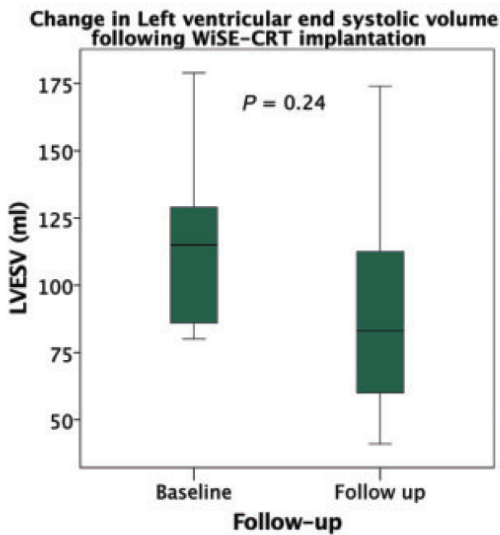 Change in Left ventricular end systolic volume
following WiSE-CRT implantation
P = 0.24
LVESV (ml)
175
150
125
100
75
50
Baseline
Follow up
Follow-up